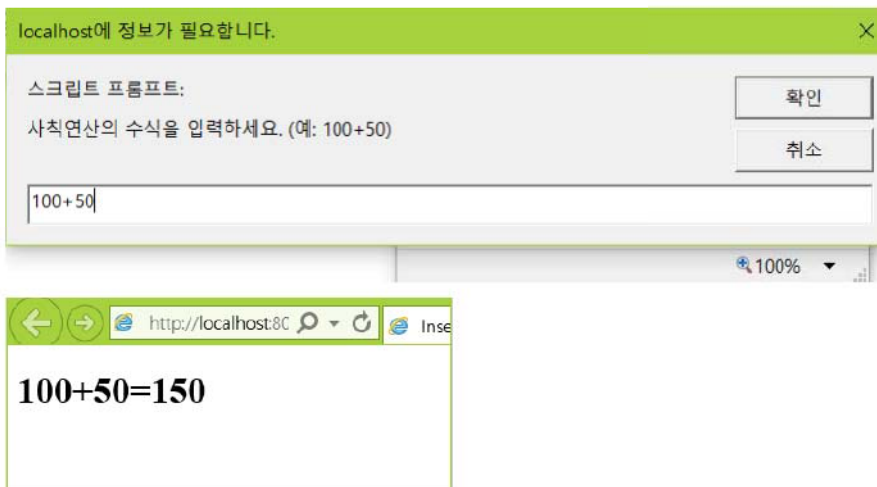 localhost에 정보가 필요합니다.
스크립트 프롬프트:
확인
사칙연산의 수식을 입력하세요. (예: 100+50)
취소
100+50
100%
http://localhost:80
Inse
100+50=150